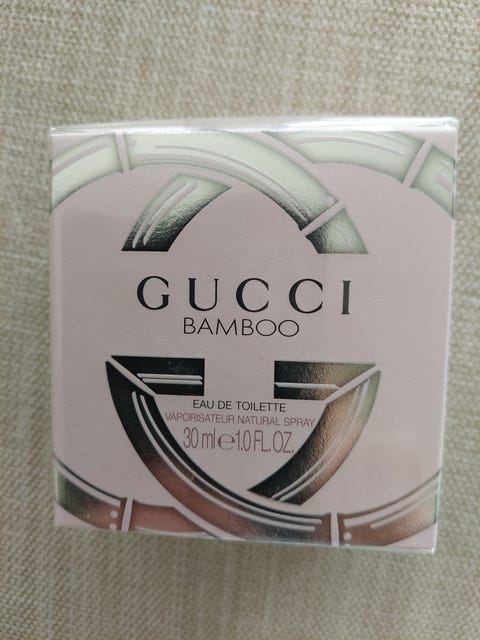 GUCCI
BAMBOO
EAU DE TOILETTE
VAPORISATEUR NATURAL SPRAY
30 ml℮1.0 FL.OZ.